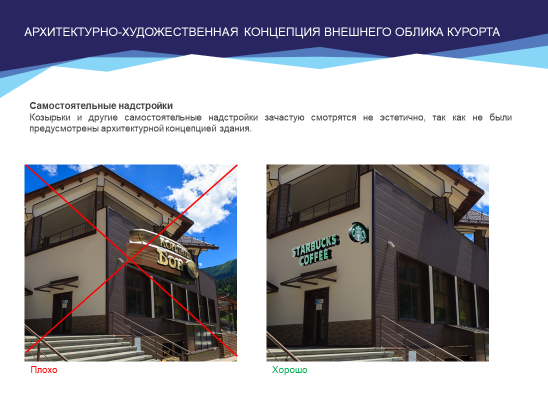 АРХИТЕКТУРНО-ХУДОЖЕСТВЕННАЯ КОНЦЕПЦИЯ ВНЕШНЕГО ОБЛИКА КУРОРТА
Самостоятельные надстройки
Козырьки и другие самостоятельные надстройки зачастую смотрятся не эстетично, так как не были
предусмотрены архитектурной концепцией здания.
БОР
STARBUCKS
COFFEE
Плохо
Хорошо